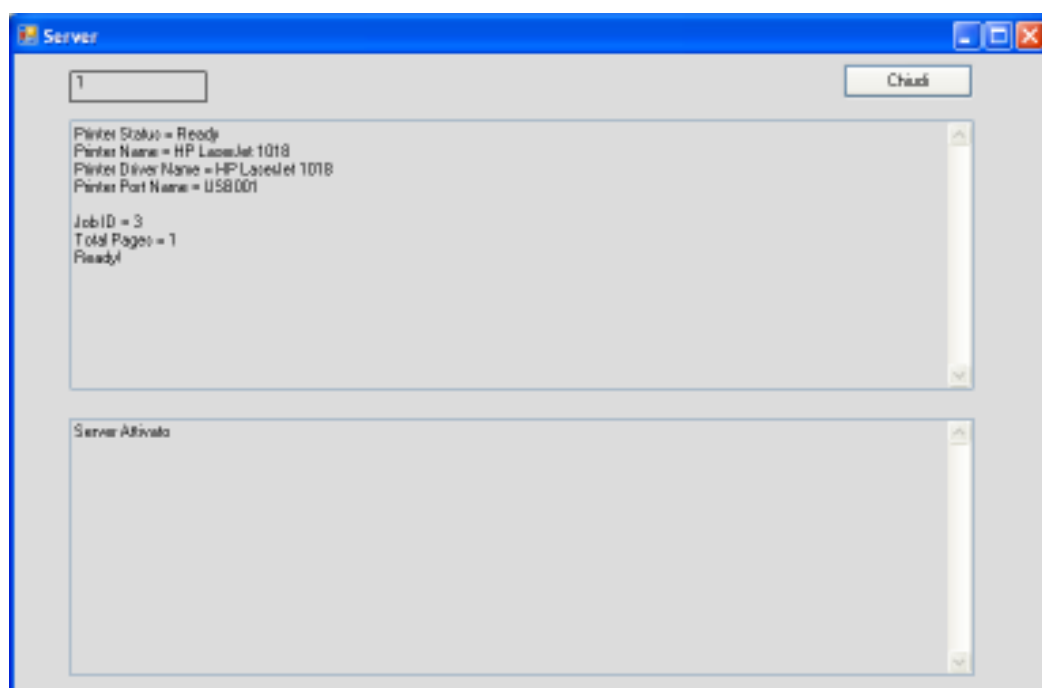 Server
1
Chiudi
Printer Status = Ready
Printer Name = HP LaserJet 1018
Printer Driver Name = HP LaserJet 1018
Printer Port Name = USB001
Job ID = 3
Total Pages = 1
Ready!
Server Attivato